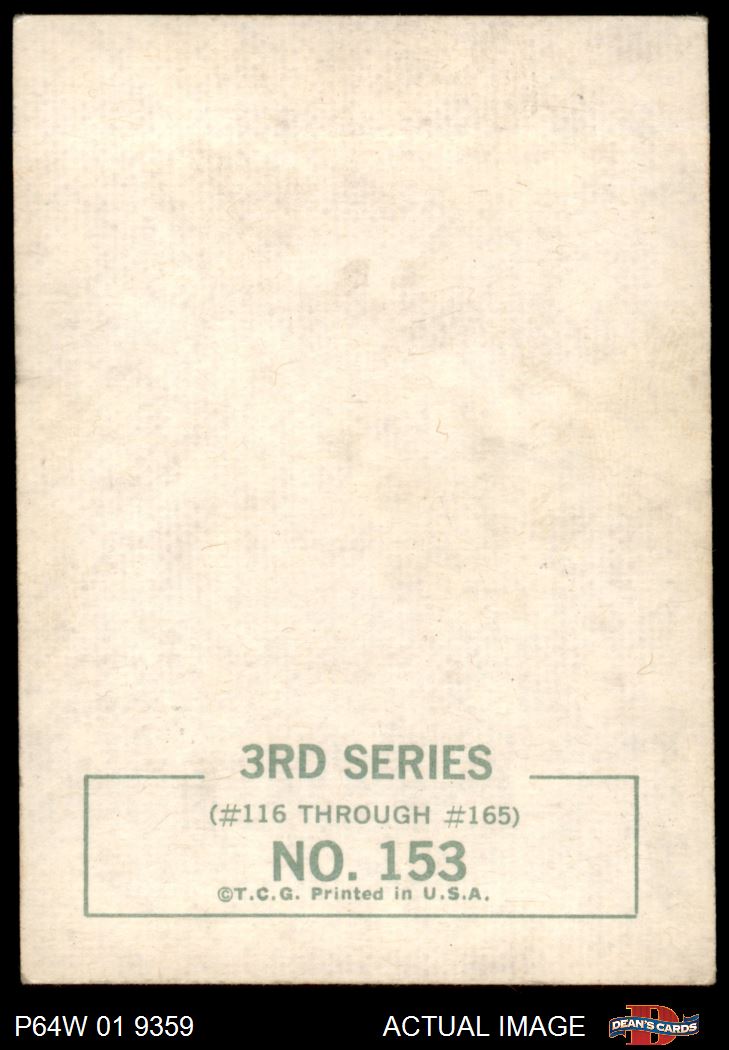 3RD SERIES
(#116 THROUGH #165)
NO. 153
©T.C.G. Printed in U.S.A.
P64W 01 9359 ACTUAL IMAGE DEAN'S CARDS